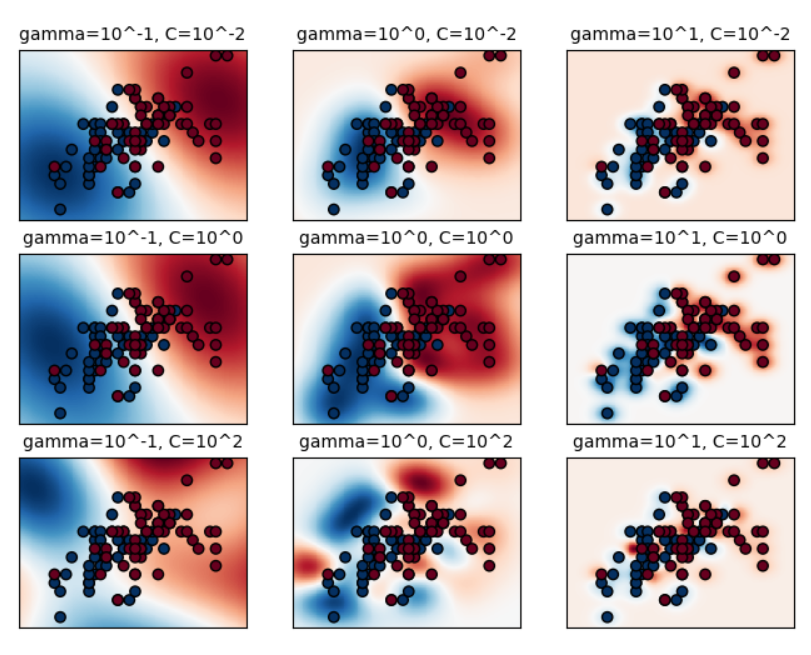 gamma=10^-1, C=10^-2
gamma=10^0, C=10^-2
gamma=10^1, C=10^-2
gamma=10^-1, C=10^0
gamma=10^0, C=10^0
gamma=10^1, C=10^0
gamma=10^-1, C=10^2
gamma=10^0, C=10^2
gamma=10^1, C=10^2